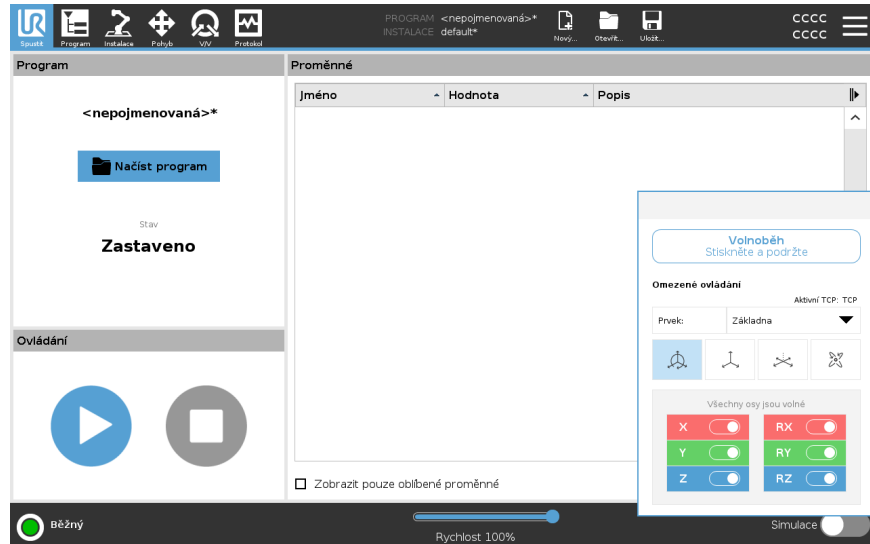 UR
Spustit Program Instalace Pohyb V/V Protokol
PROGRAM <nepojmenovaná>*
INSTALACE default*
Nový... Otevřít... Uložit...
CCCC
CCCC
Program
<nepojmenovaná>*
Načíst program
Stav
Zastaveno
Ovládání
Proměnné
Jméno Hodnota Popis
Zobrazit pouze oblíbené proměnné
Volnoběh
Stiskněte a podržte
Omezené ovládání
Aktivní TCP: TCP
Prvek: Základna
Všechny osy jsou volné
X RX
Y RY
Z RZ
Běžný
Rychlost 100%
Simulace